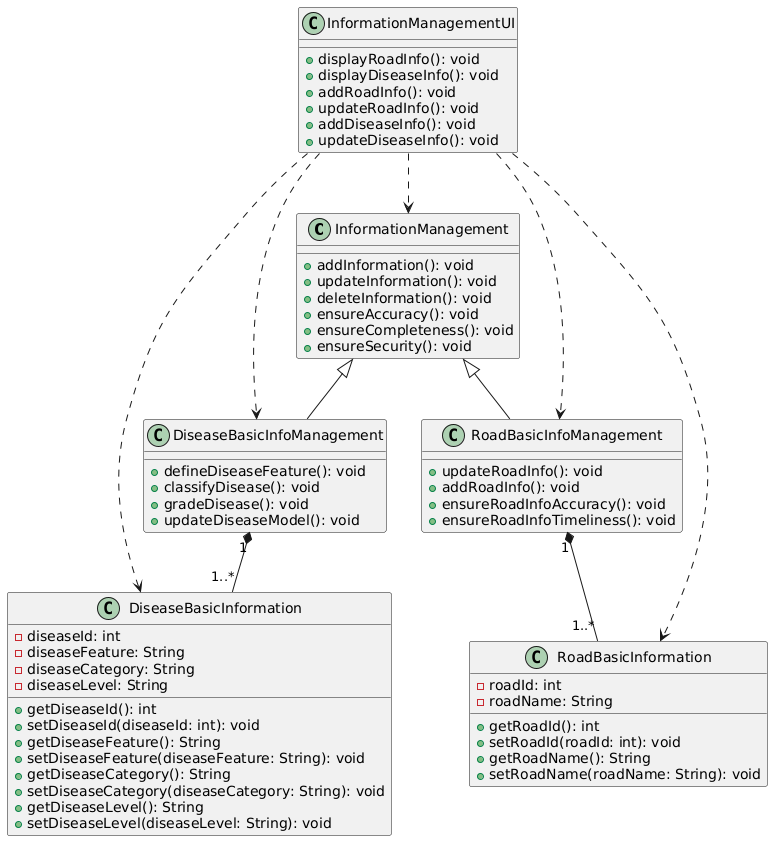 C InformationManagementUI
displayRoadInfo(): void
displayDiseaseInfo(): void
addRoadInfo(): void
updateRoadInfo(): void
addDiseaseInfo(): void
updateDiseaseInfo(): void
C InformationManagement
addInformation(): void
updateInformation(): void
deleteInformation(): void
ensureAccuracy(): void
ensureCompleteness(): void
ensureSecurity(): void
C DiseaseBasicInfoManagement
defineDiseaseFeature(): void
classifyDisease(): void
gradeDisease(): void
updateDiseaseModel(): void
C RoadBasicInfoManagement
updateRoadInfo(): void
addRoadInfo(): void
ensureRoadInfoAccuracy(): void
ensureRoadInfoTimeliness(): void
1
1..*
1
1..*
C DiseaseBasicInformation
diseaseId: int
diseaseFeature: String
diseaseCategory: String
diseaseLevel: String
getDiseaseId(): int
setDiseaseId(diseaseId: int): void
getDiseaseFeature(): String
setDiseaseFeature(diseaseFeature: String): void
getDiseaseCategory(): String
setDiseaseCategory(diseaseCategory: String): void
getDiseaseLevel(): String
setDiseaseLevel(diseaseLevel: String): void
C RoadBasicInformation
roadId: int
roadName: String
getRoadId(): int
setRoadId(roadId: int): void
getRoadName(): String
setRoadName(roadName: String): void